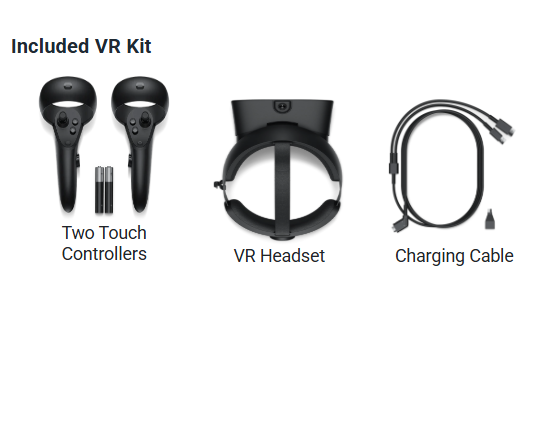 Included VR Kit
Two Touch
Controllers
VR Headset
Charging Cable